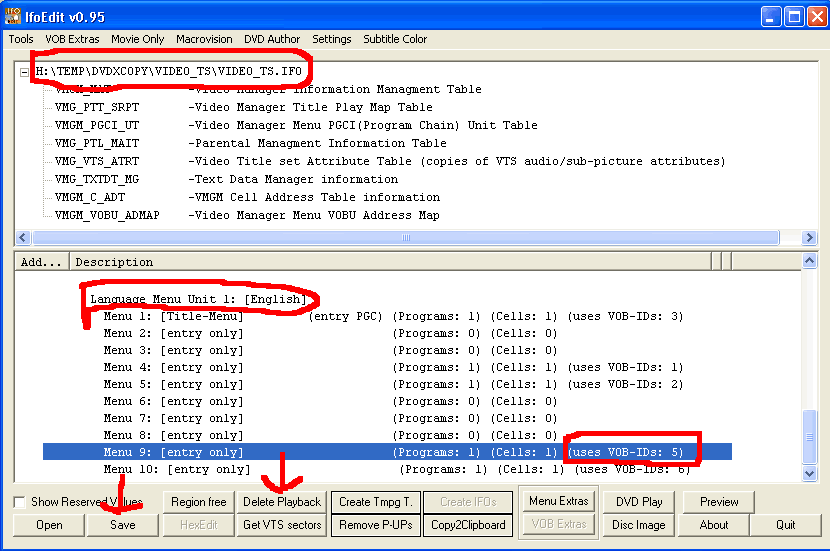 IfoEdit v0.95
Tools VOB Extras Movie Only Macrovision DVD Author Settings Subtitle Color
H:\TEMP\DVDXCOPY\VIDEO_TS\VIDEO_TS.IFO
-Video Manager Information Managment Table
VMG_PTT_SRPT -Video Manager Title Play Map Table
VMGM_PGCI_UT -Video Manager Menu PGCI(Program Chain) Unit Table
VMG_PTL_MAIT -Parental Managment Information Table
VMG_VTS_ATRT -Video Title set Attribute Table (copies of VTS audio/sub-picture attributes)
VMG_TXTDT_MG -Text Data Manager information
VMGM_C_ADT -VMGM Cell Address Table information
VMGM_VOBU_ADMAP -Video Manager Menu VOBU Address Map
Add... Description
Language Menu Unit 1: [English]
Menu 1: [Title-Menu] (entry PGC) (Programs: 1) (Cells: 1) (uses VOB-IDs: 3)
Menu 2: [entry only] (Programs: 0) (Cells: 0)
Menu 3: [entry only] (Programs: 0) (Cells: 0)
Menu 4: [entry only] (Programs: 1) (Cells: 1) (uses VOB-IDs: 1)
Menu 5: [entry only] (Programs: 1) (Cells: 1) (uses VOB-IDs: 2)
Menu 6: [entry only] (Programs: 0) (Cells: 0)
Menu 7: [entry only] (Programs: 0) (Cells: 0)
Menu 8: [entry only] (Programs: 0) (Cells: 0)
Menu 9: [entry only] (Programs: 1) (Cells: 1) (uses VOB-IDs: 5)
Menu 10: [entry only] (Programs: 1) (Cells: 1) (uses VOB-IDs: 6)
Show Reserved Values Region free Delete Playback Create Tmpg T. Create IFOs Menu Extras DVD Play Preview
Open Save HexEdit Get VTS sectors Remove P-UPs Copy2Clipboard VOB Extras Disc Image About Quit